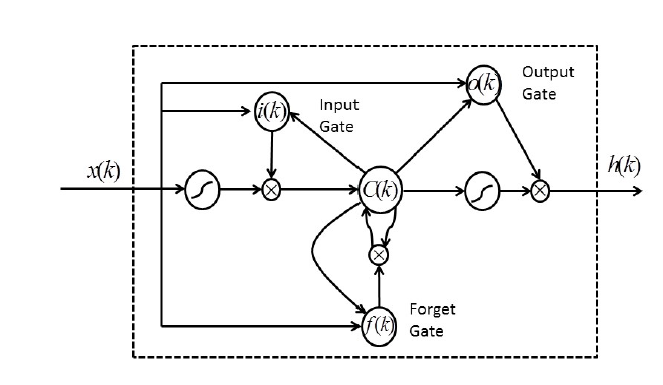 Output
Gate
o(k)
i(k)
Input
Gate
x(k)
C(k)
h(k)
f(k)
Forget
Gate